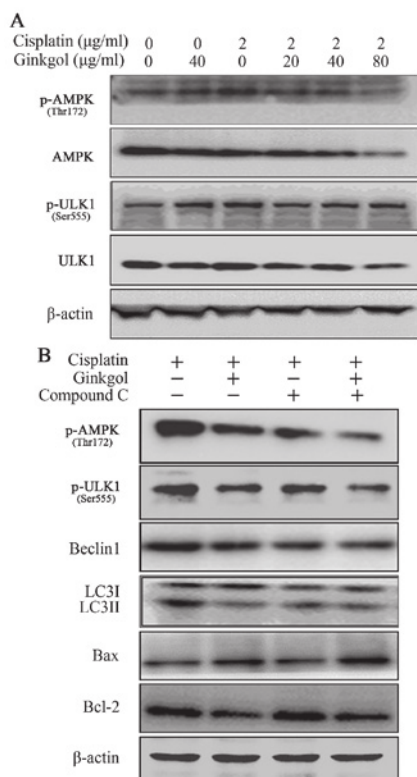 A
Cisplatin (μg/ml) 0 0 2 2 2 2
Ginkgol (μg/ml) 0 40 0 20 40 80
p-AMPK
(Thr172)
AMPK
p-ULK1
(Ser555)
ULK1
β-actin
B
Cisplatin + + + +
Ginkgol − + − +
Compound C − − + +
p-AMPK
(Thr172)
p-ULK1
(Ser555)
Beclin1
LC3I
LC3II
Bax
Bcl-2
β-actin